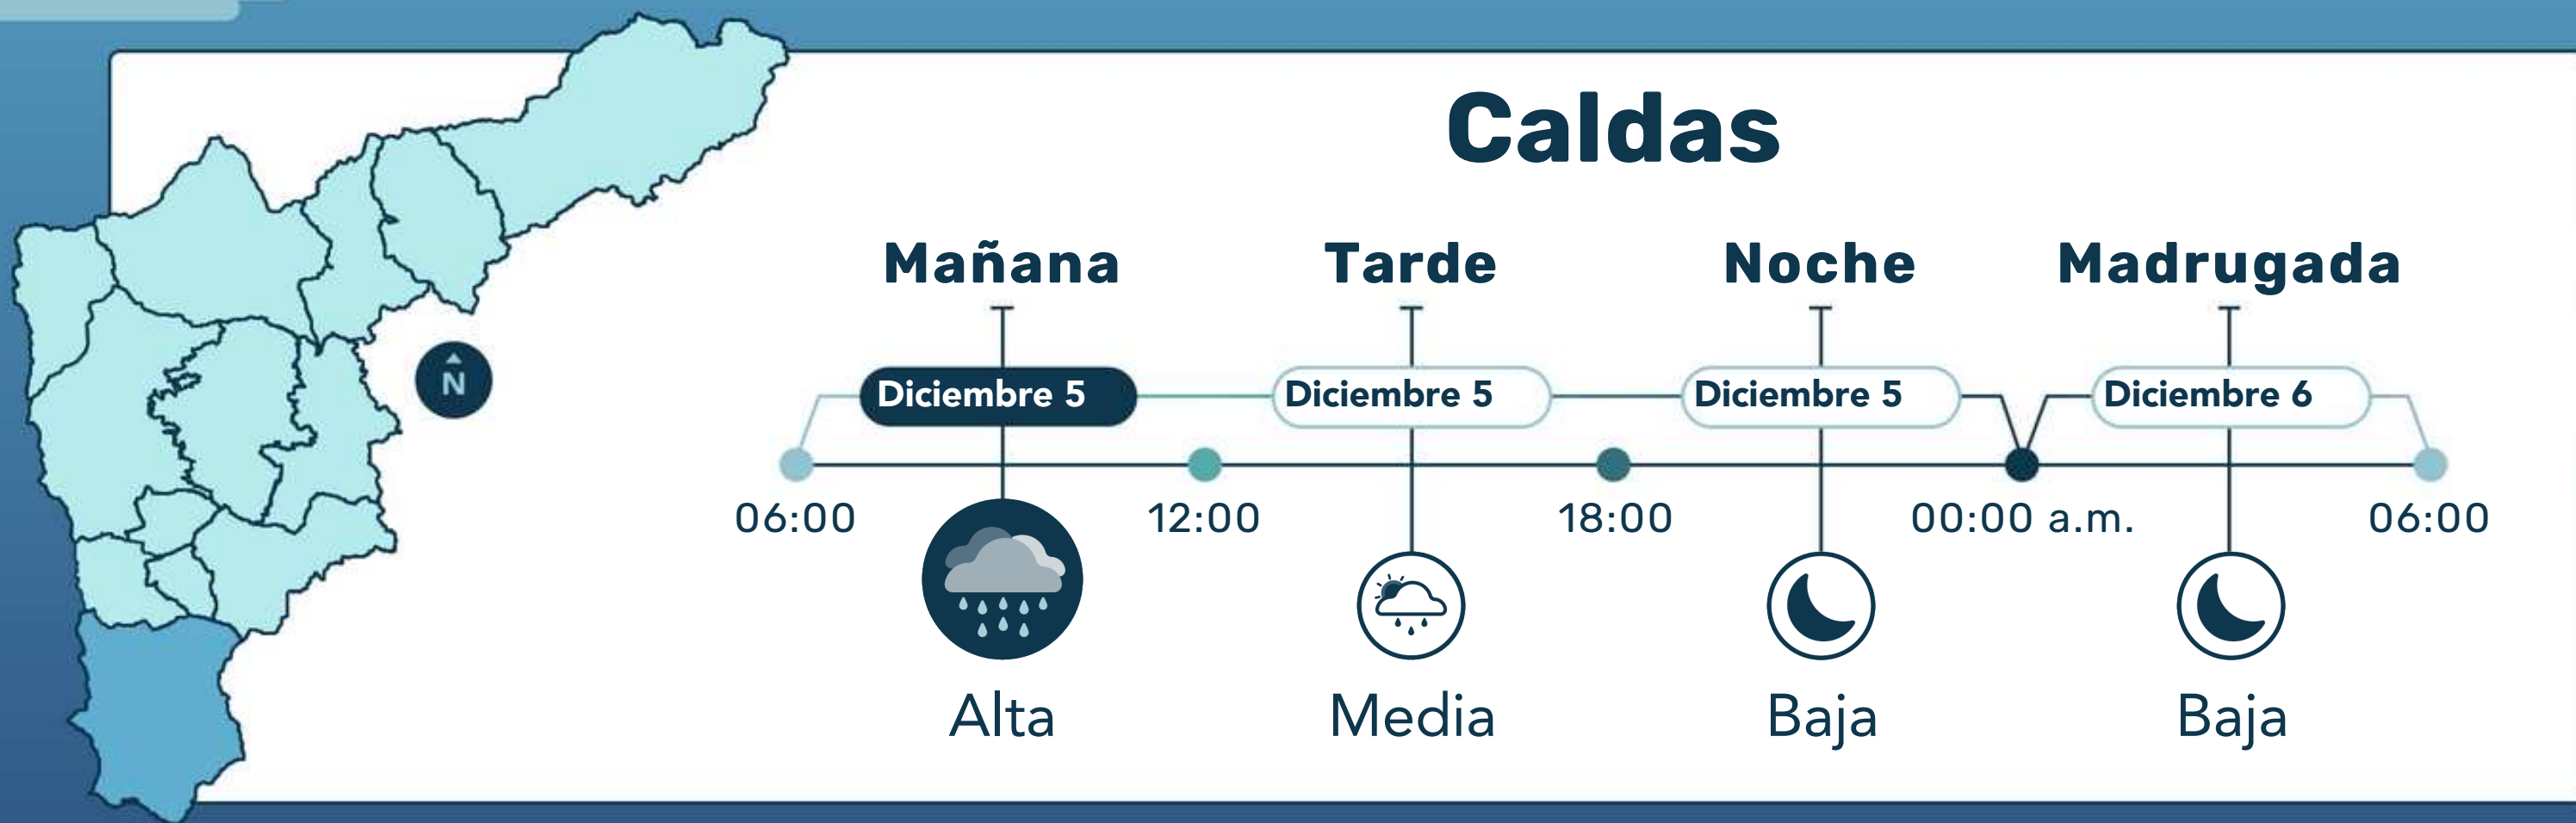 Caldas
Mañana Tarde Noche Madrugada
N
Diciembre 5 Diciembre 5 Diciembre 5 Diciembre 6
06:00 12:00 18:00 00:00 a.m. 06:00
Alta Media Baja Baja